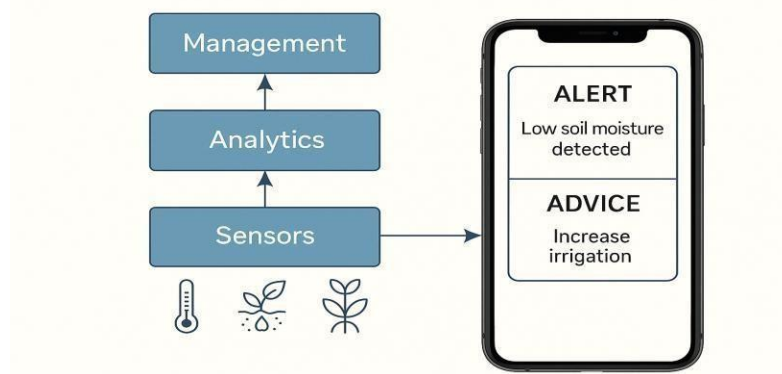 Management
Analytics
Sensors
ALERT
Low soil moisture
detected
ADVICE
Increase
irrigation